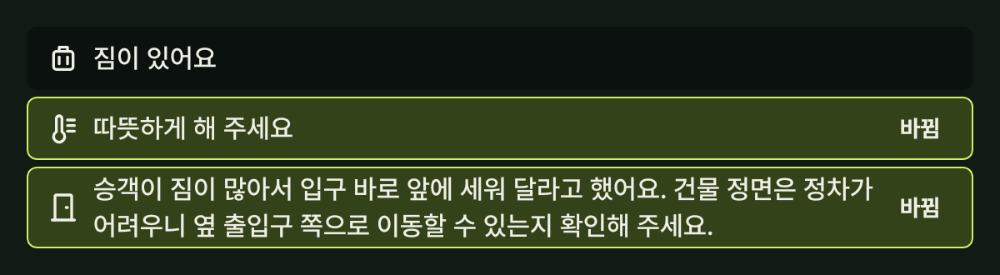 짐이 있어요
따뜻하게 해 주세요 바뀜
승객이 짐이 많아서 입구 바로 앞에 세워 달라고 했어요. 건물 정면은 정차가
어려우니 옆 출입구 쪽으로 이동할 수 있는지 확인해 주세요.
바뀜